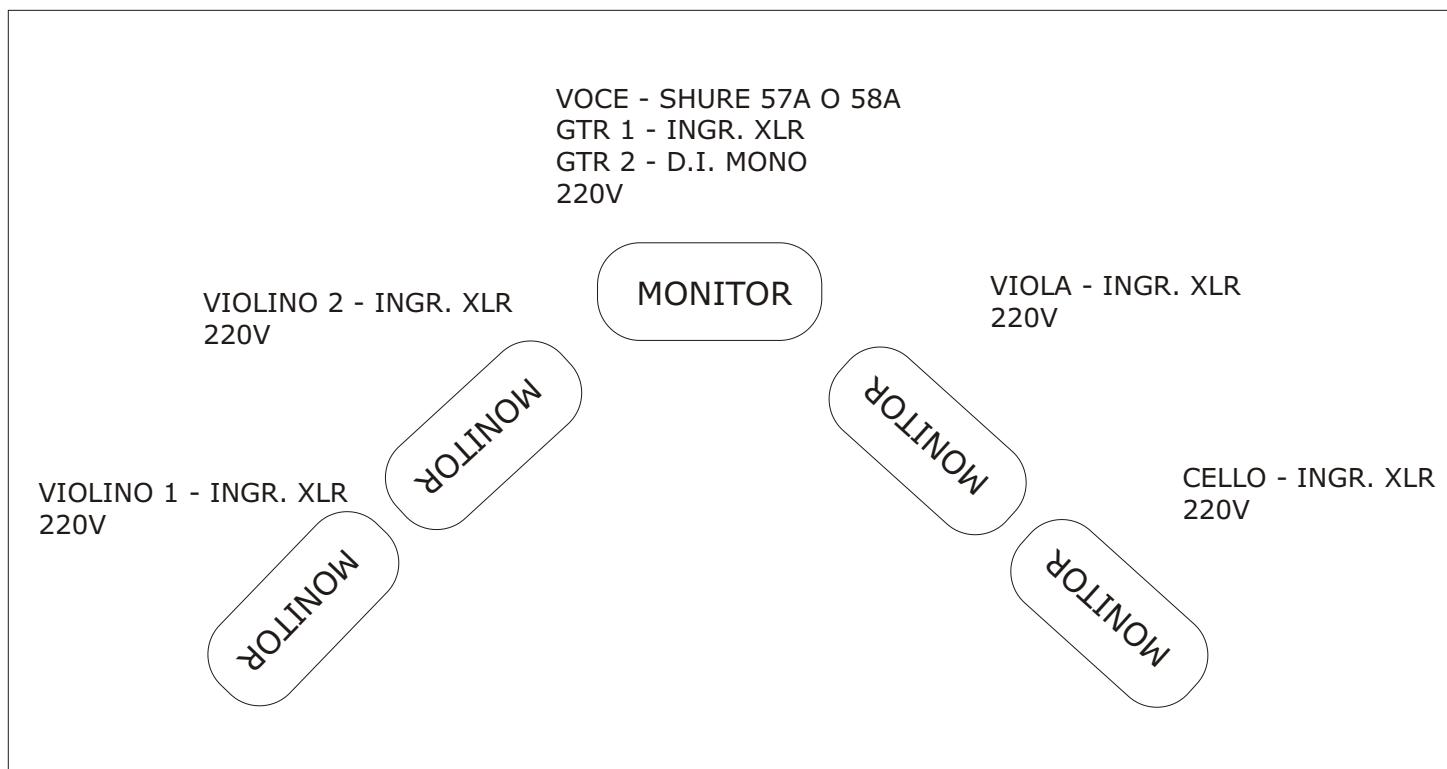 VOCE - SHURE 57A O 58A
GTR 1 - INGR. XLR
GTR 2 - D.I. MONO
220V
MONITOR
VIOLINO 2 - INGR. XLR
220V
MONITOR
VIOLA - INGR. XLR
220V
MONITOR
VIOLINO 1 - INGR. XLR
220V
MONITOR
CELLO - INGR. XLR
220V
MONITOR